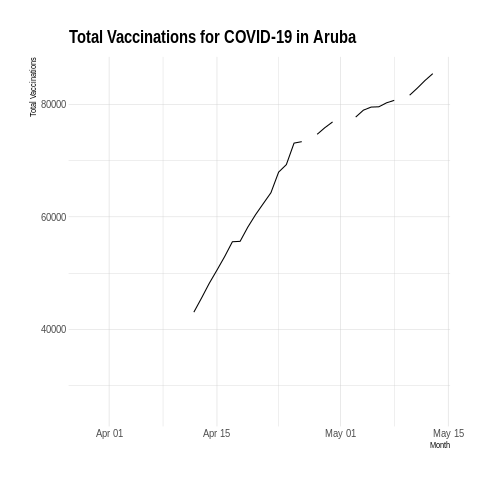 Total Vaccinations for COVID-19 in Aruba
Total Vaccinations
80000
60000
40000
Apr 01 Apr 15 May 01 May 15
Month